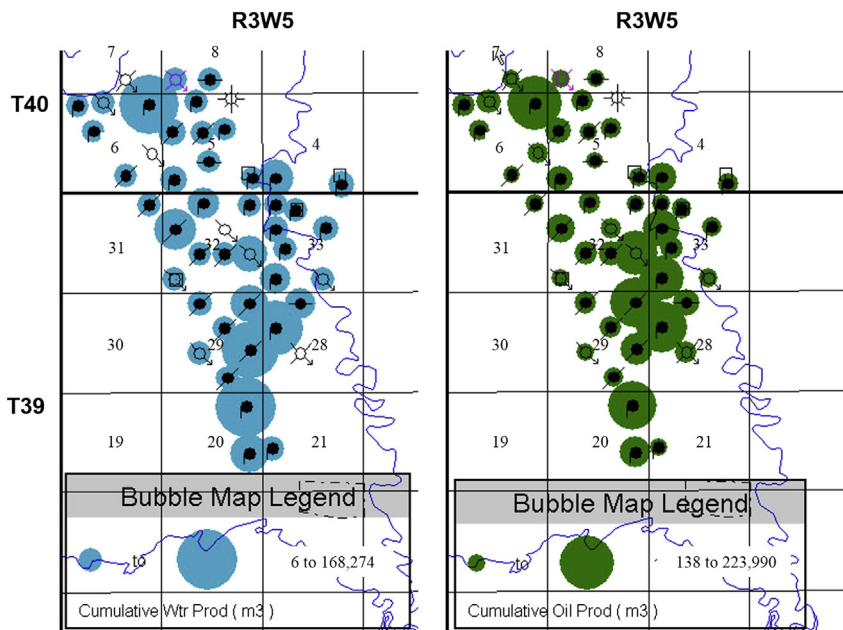 R3W5
R3W5
7 8
7 8
T40
6 5 4
6 5 4
31 32 33
31 32 33
30 29 28
30 29 28
T39
19 20 21
19 20 21
Bubble Map Legend
Bubble Map Legend
to 6 to 168,274
to 138 to 223,990
Cumulative Wtr Prod ( m3 )
Cumulative Oil Prod ( m3 )